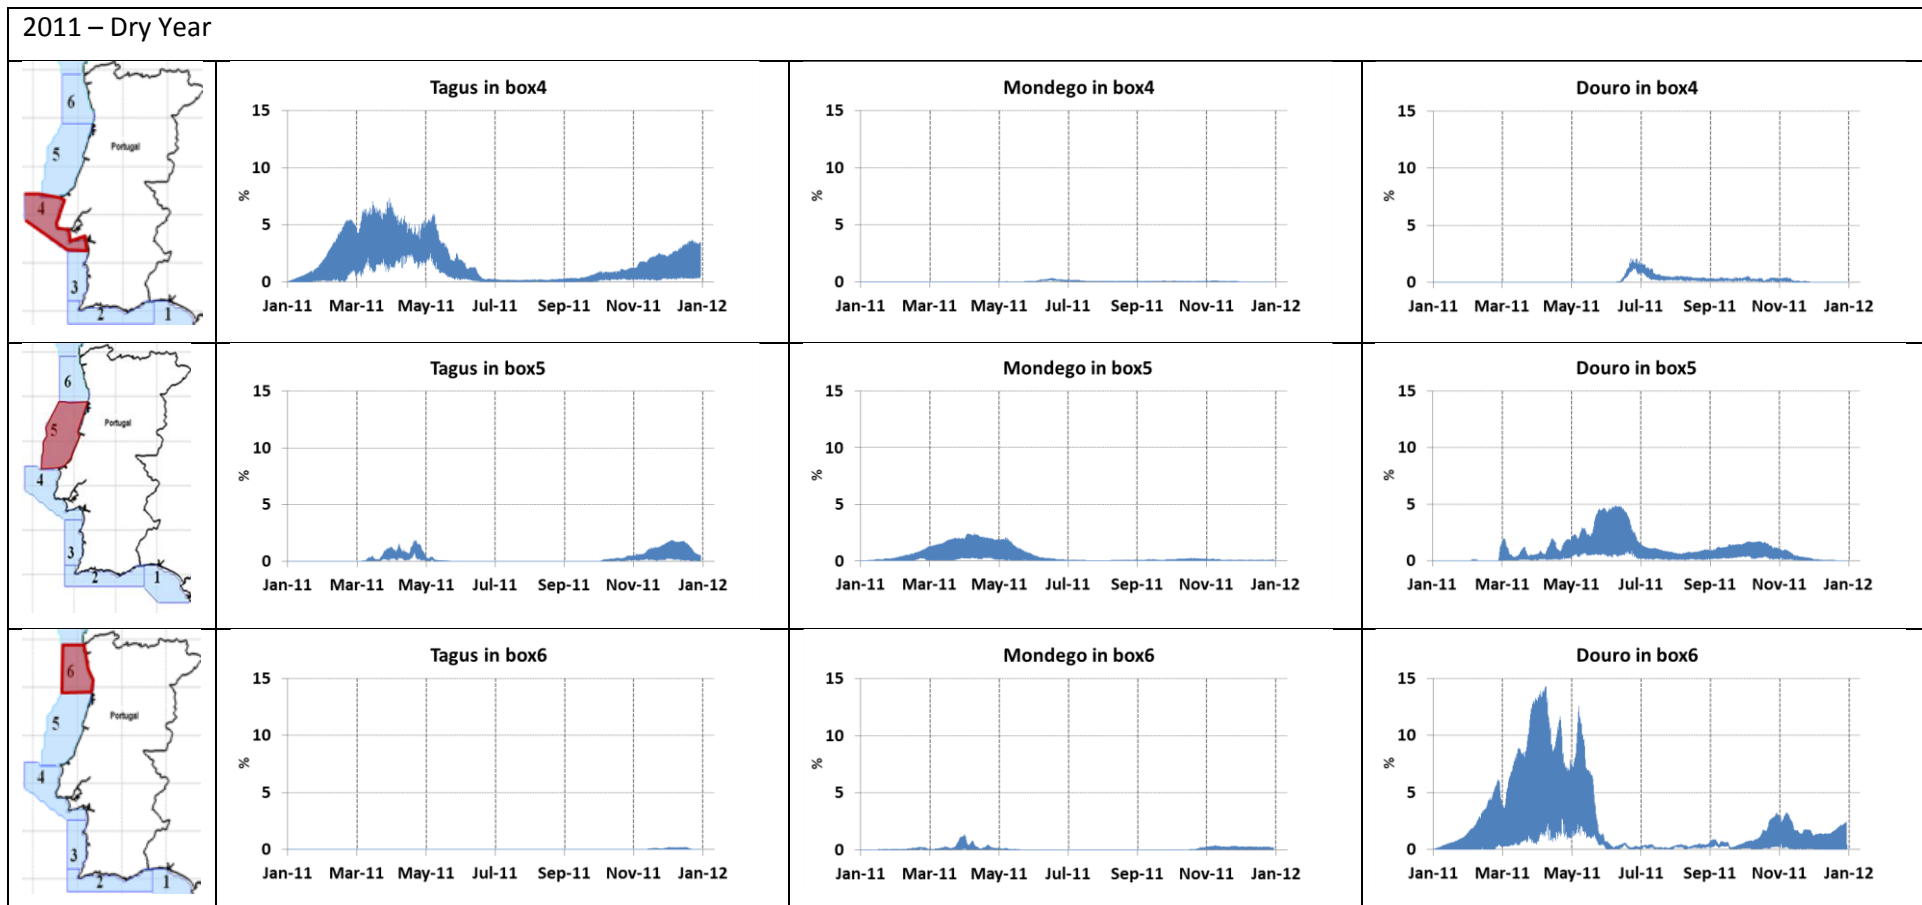 2011 – Dry Year
6
5
Portugal
4
3
2
1
Tagus in box4
15
10
5
0
%
Jan-11 Mar-11 May-11 Jul-11 Sep-11 Nov-11 Jan-12
Mondego in box4
15
10
5
0
%
Jan-11 Mar-11 May-11 Jul-11 Sep-11 Nov-11 Jan-12
Douro in box4
15
10
5
0
%
Jan-11 Mar-11 May-11 Jul-11 Sep-11 Nov-11 Jan-12
6
5
Portugal
4
3
2
1
Tagus in box5
15
10
5
0
%
Jan-11 Mar-11 May-11 Jul-11 Sep-11 Nov-11 Jan-12
Mondego in box5
15
10
5
0
%
Jan-11 Mar-11 May-11 Jul-11 Sep-11 Nov-11 Jan-12
Douro in box5
15
10
5
0
%
Jan-11 Mar-11 May-11 Jul-11 Sep-11 Nov-11 Jan-12
6
5
Portugal
4
3
2
1
Tagus in box6
15
10
5
0
%
Jan-11 Mar-11 May-11 Jul-11 Sep-11 Nov-11 Jan-12
Mondego in box6
15
10
5
0
%
Jan-11 Mar-11 May-11 Jul-11 Sep-11 Nov-11 Jan-12
Douro in box6
15
10
5
0
%
Jan-11 Mar-11 May-11 Jul-11 Sep-11 Nov-11 Jan-12